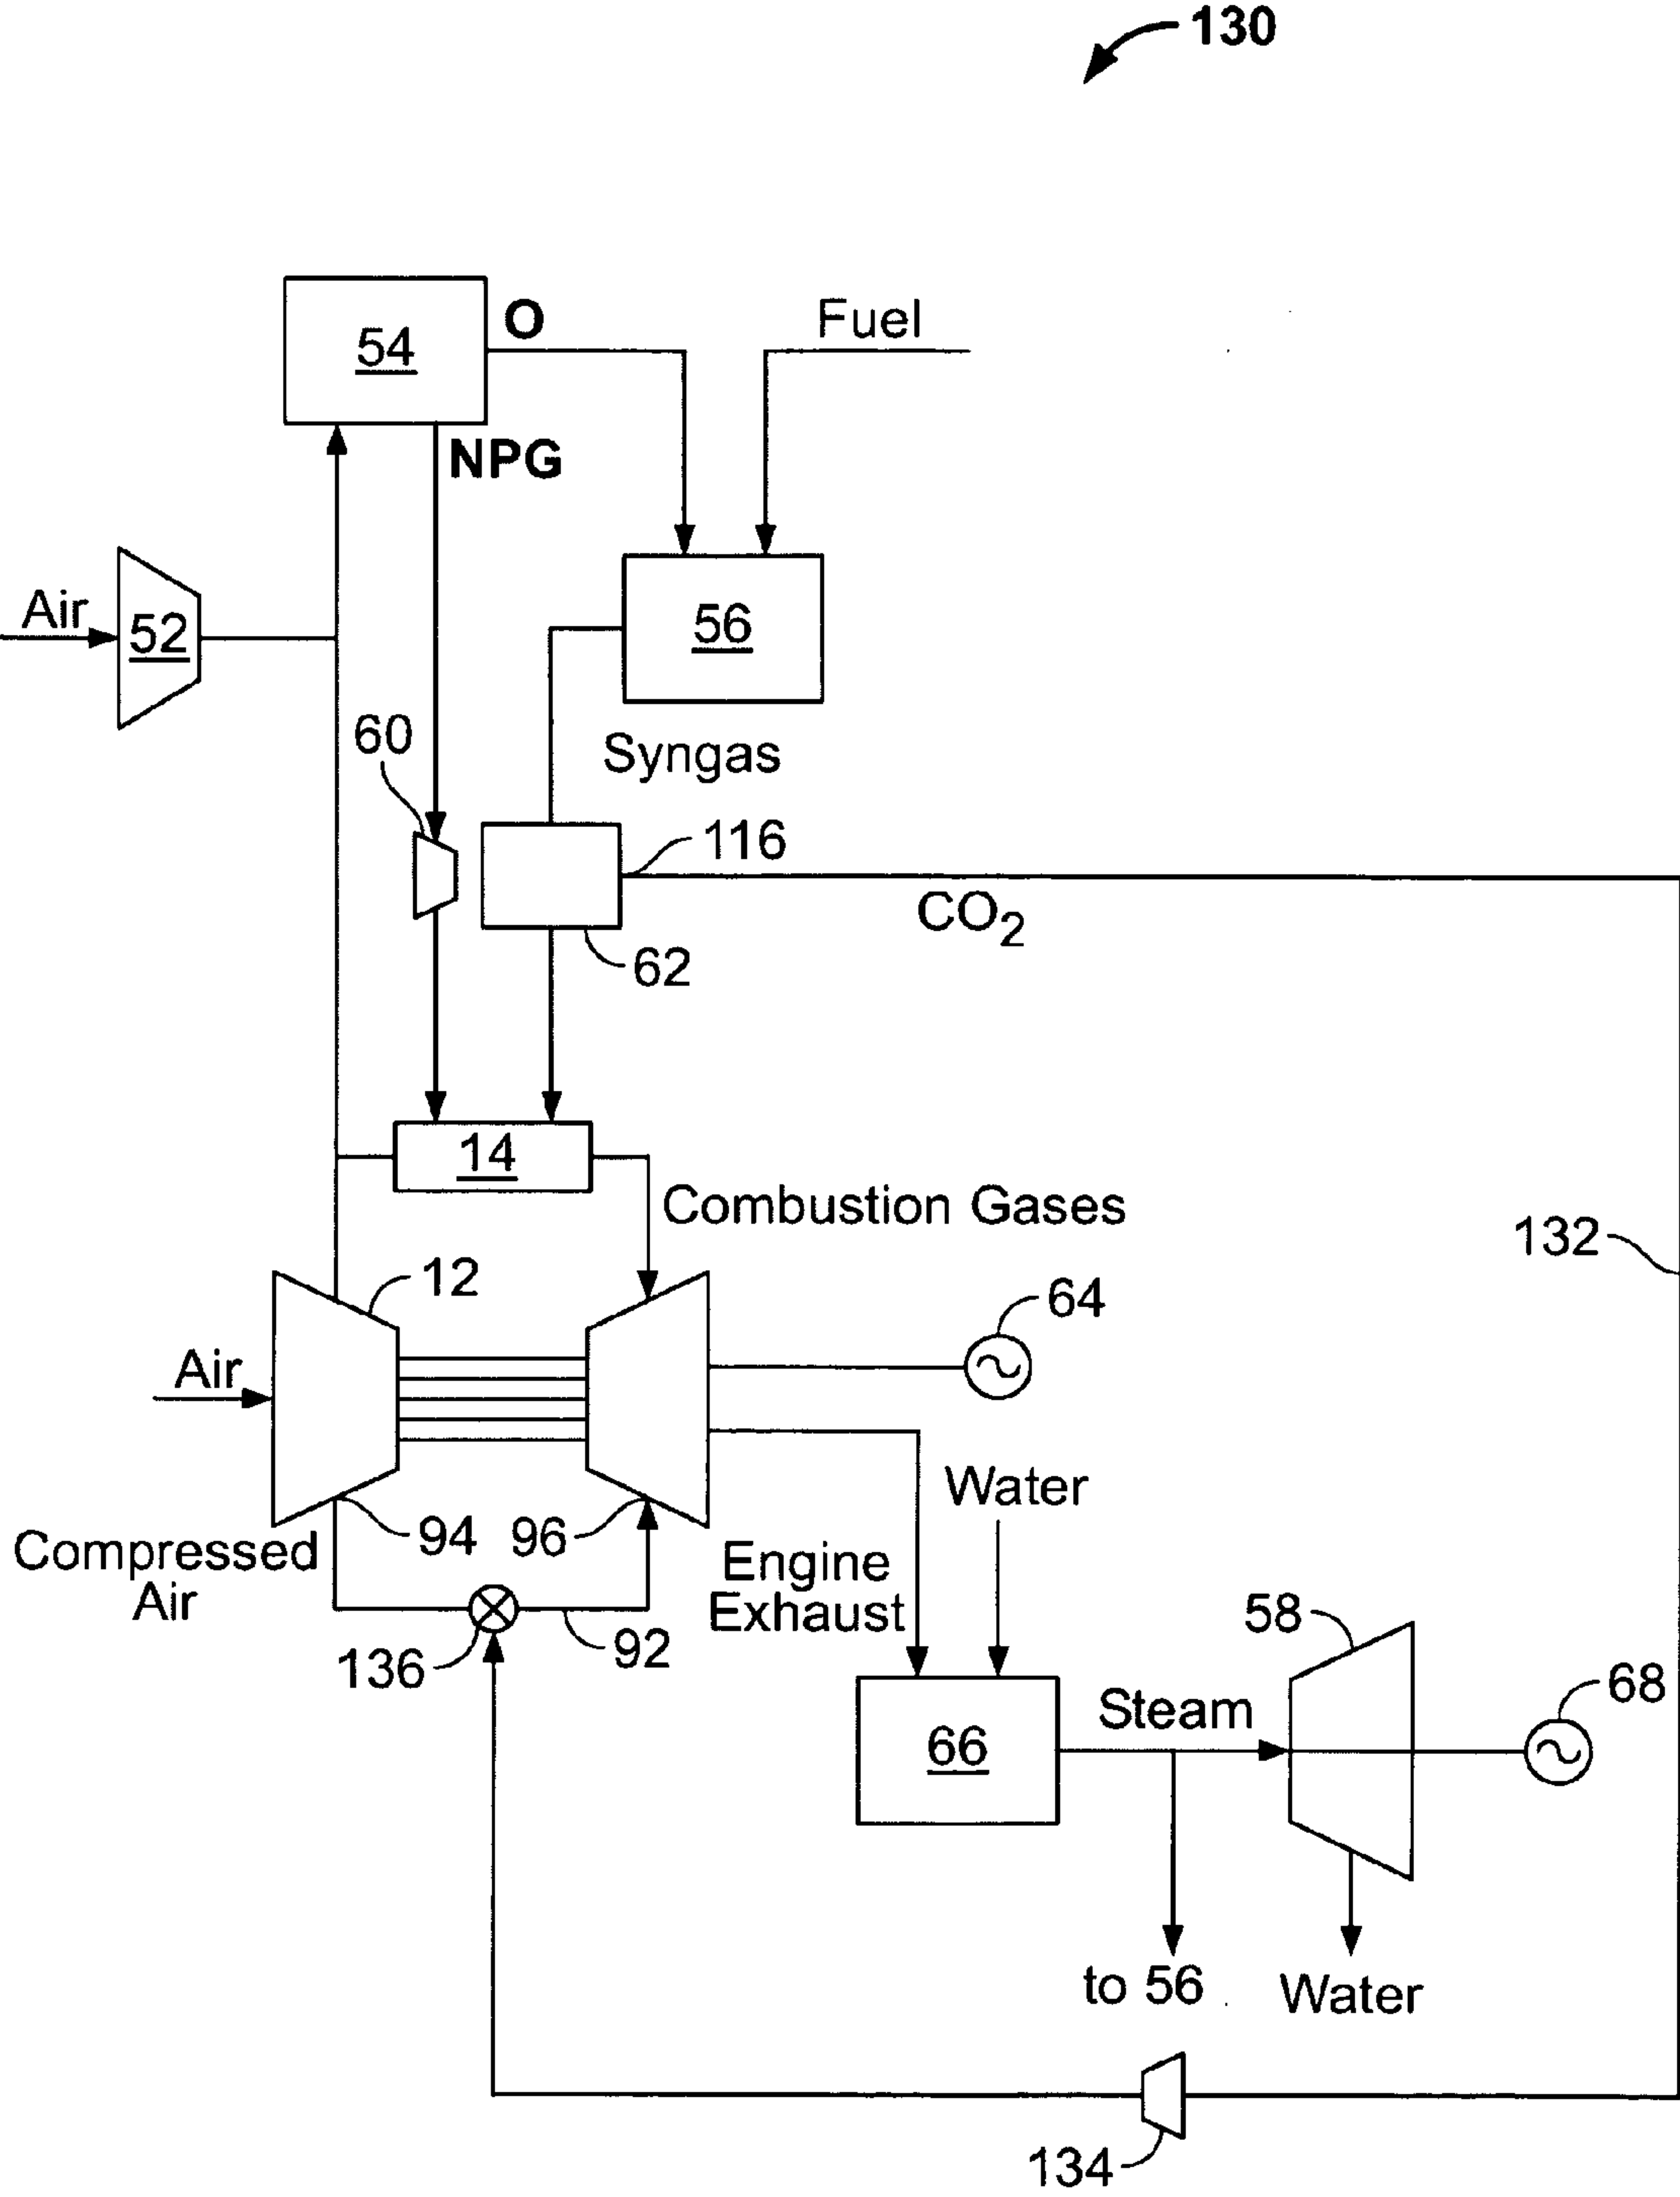 130
54
O
Fuel
NPG
Air
52
56
60
Syngas
116
CO₂
62
14
Combustion Gases
132
12
64
Air
Water
94
96
Compressed
Air
Engine
Exhaust
136
92
58
68
Steam
66
to 56
Water
134